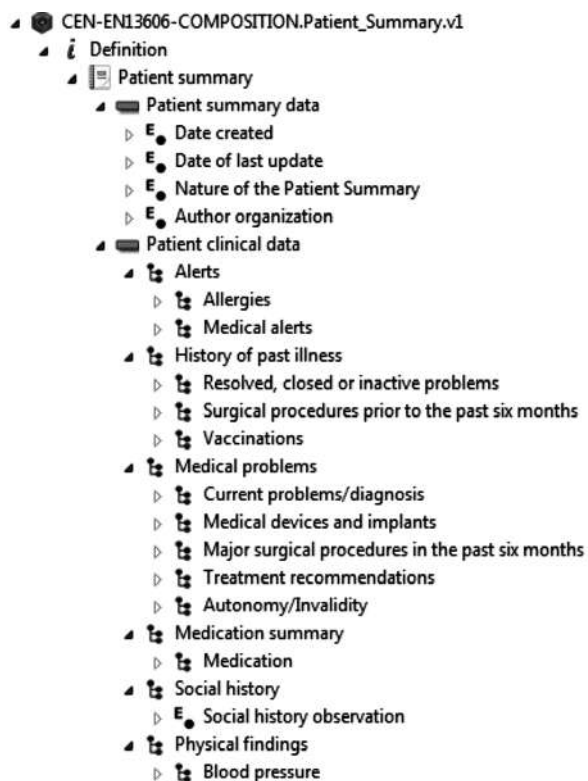 CEN-EN13606-COMPOSITION.Patient_Summary.v1
i Definition
Patient summary
Patient summary data
E Date created
E Date of last update
E Nature of the Patient Summary
E Author organization
Patient clinical data
Alerts
Allergies
Medical alerts
History of past illness
Resolved, closed or inactive problems
Surgical procedures prior to the past six months
Vaccinations
Medical problems
Current problems/diagnosis
Medical devices and implants
Major surgical procedures in the past six months
Treatment recommendations
Autonomy/Invalidity
Medication summary
Medication
Social history
E Social history observation
Physical findings
Blood pressure